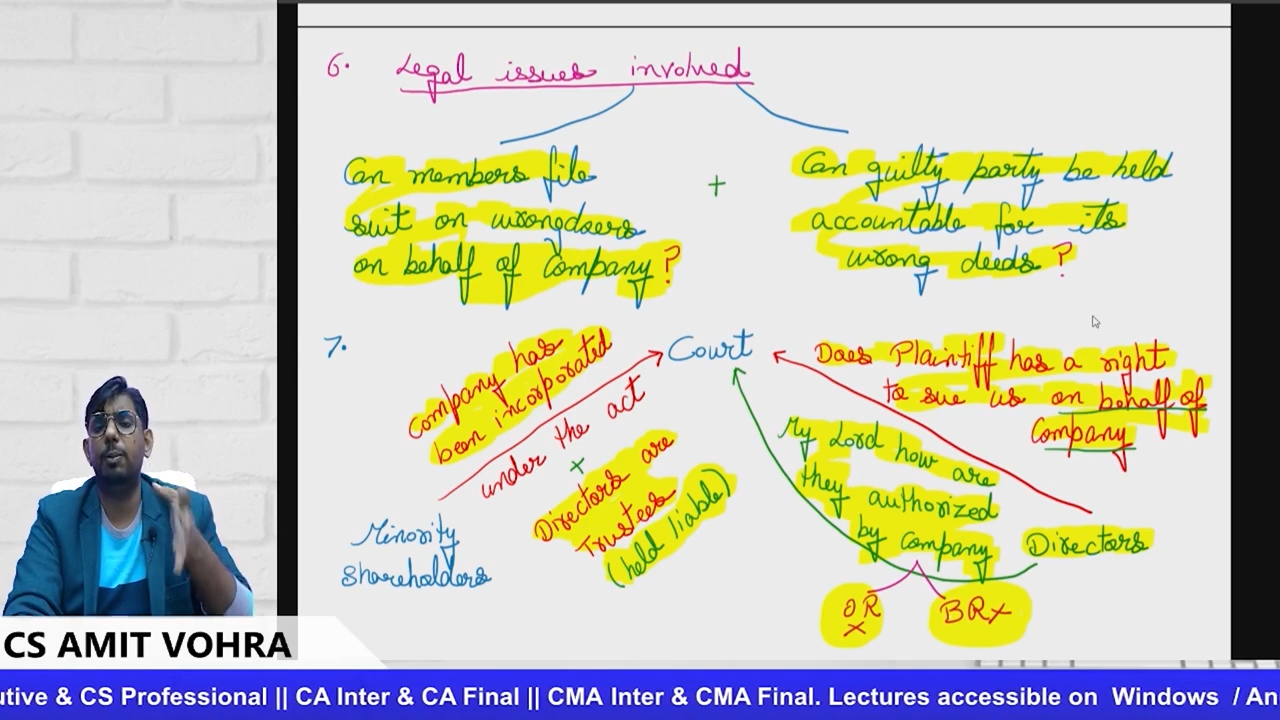 6. Legal issues involved
Can members file
suit on wrongdoers
on behalf of Company?
+
Can guilty party be held
accountable for its
wrong deeds?
7.
Court
Company has
been incorporated
under the act
+
Directors are
Trustees
(held liable)
Minority
shareholders
Does Plaintiff has a right
to sue us on behalf of
Company
My Lord how are
they authorized
by Company
Directors
OR
x
BRx
CS AMIT VOHRA
utive & CS Professional || CA Inter & CA Final || CMA Inter & CMA Final. Lectures accessible on Windows / An